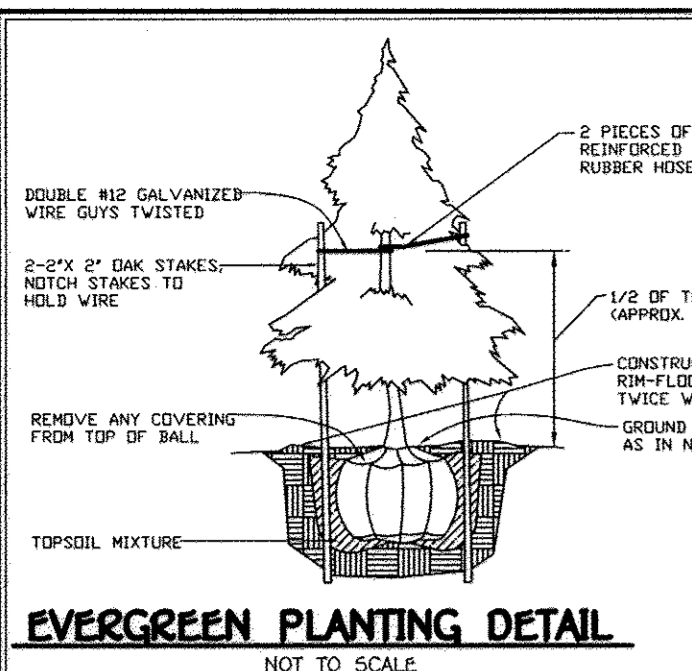 2 PIECES OF
REINFORCED
RUBBER HOSE
DOUBLE #12 GALVANIZED
WIRE GUYS TWISTED
2-2"X 2" OAK STAKES,
NOTCH STAKES TO
HOLD WIRE
1/2 OF
(APPROX.
CONSTRU
RIM-FLOO
TWICE W
REMOVE ANY COVERING
FROM TOP OF BALL
GROUND
AS IN N
TOPSOIL MIXTURE
EVERGREEN PLANTING DETAIL
NOT TO SCALE